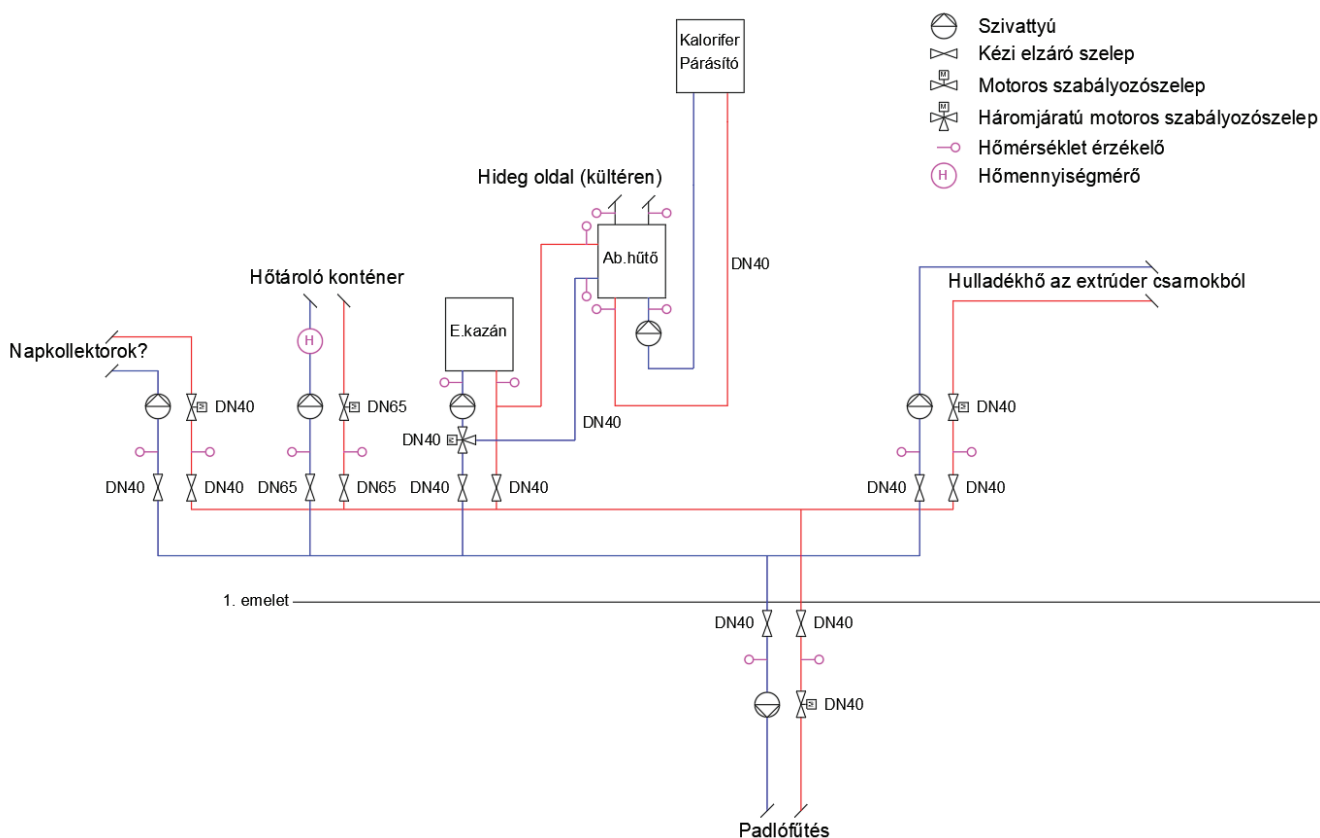 Kalorifer
Párásító
Szivattyú
Kézi elzáró szelep
M
Motoros szabályozószelep
M
Háromjáratú motoros szabályozószelep
Hőmérséklet érzékelő
H
Hőmennyiségmérő
Hideg oldal (kültéren)
Ab.hűtő
DN40
Hőtároló konténer
Hulladékhő az extrúder csarnokból
E.kazán
H
Napkollektorok?
M
DN40
M
DN65
DN40
M
DN40
M
DN40
DN40
DN40
DN65
DN65
DN40
DN40
DN40
DN40
1. emelet
DN40
DN40
M
DN40
Padlófűtés